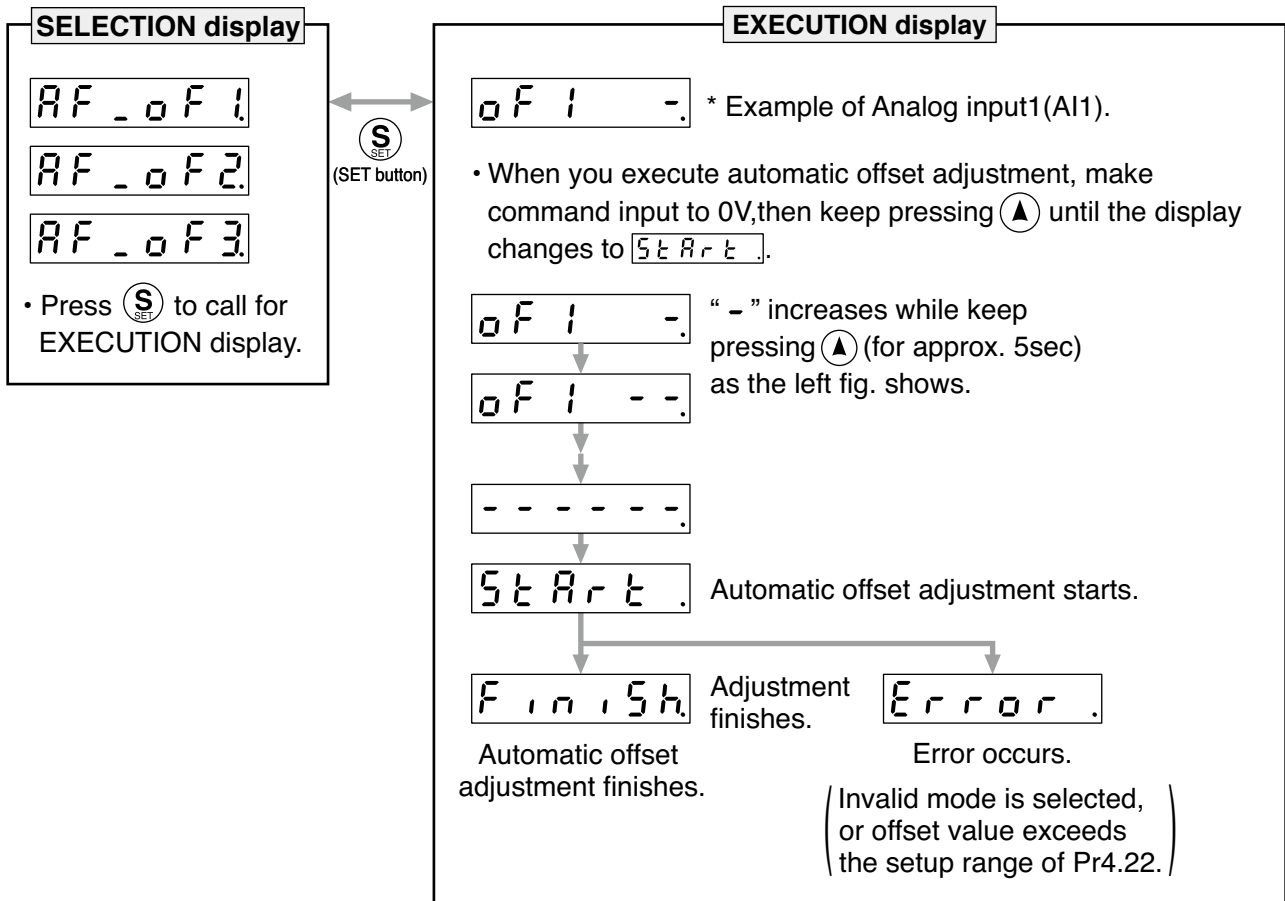 SELECTION display
AF_oF1.
AF_oF2.
AF_oF3.
• Press Ⓢ SET to call for
EXECUTION display.
S
SET
(SET button)
EXECUTION display
oF1 -.
* Example of Analog input1(AI1).
• When you execute automatic offset adjustment, make
command input to 0V,then keep pressing ▲ until the display
changes to StArt ..
oF1 -.
“ - ” increases while keep
pressing ▲ (for approx. 5sec)
as the left fig. shows.
oF1 --.
------.
StArt .
Automatic offset adjustment starts.
FiniSh.
Adjustment
finishes.
Error .
Automatic offset
adjustment finishes.
Error occurs.
(Invalid mode is selected,
or offset value exceeds
the setup range of Pr4.22.)